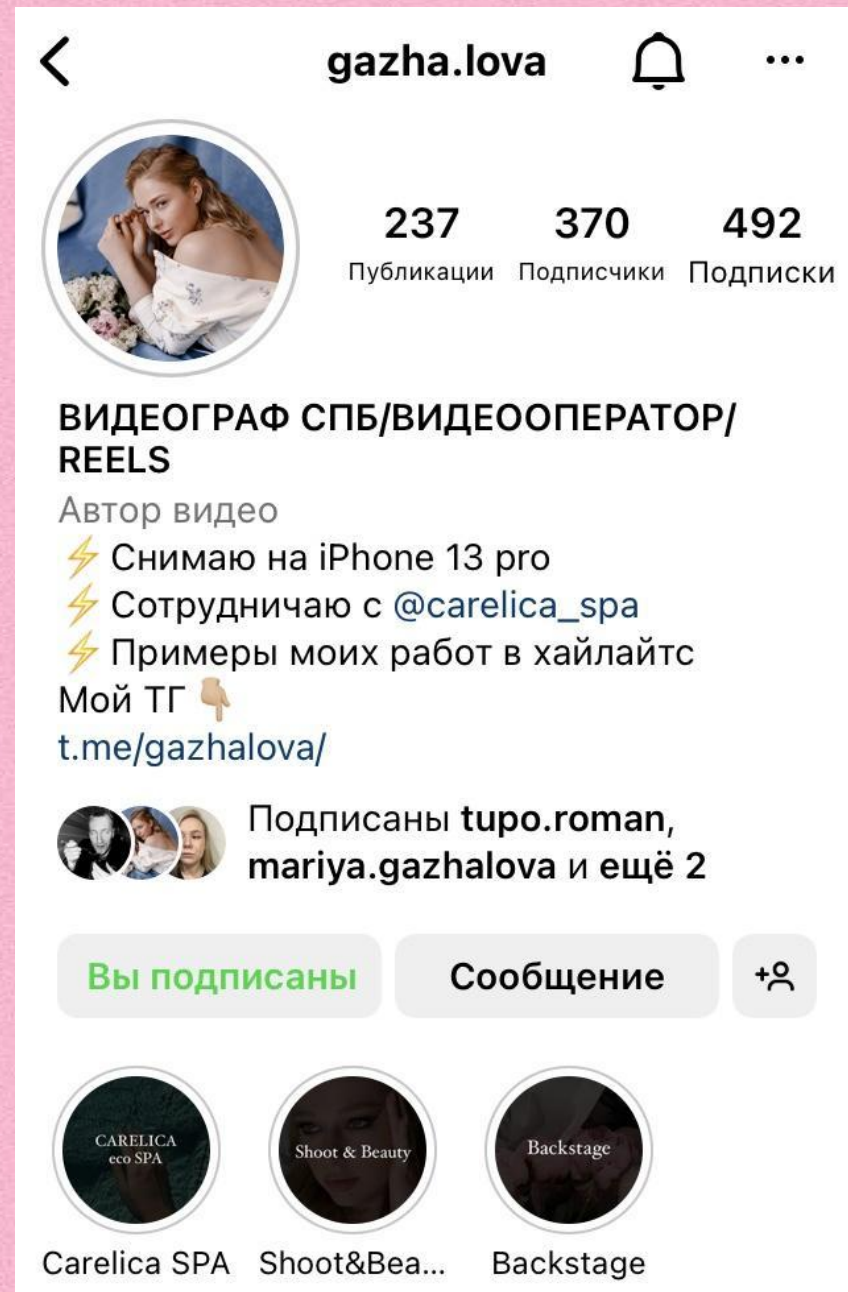 gazha.lova
237 370 492
Публикации Подписчики Подписки
ВИДЕОГРАФ СПБ/ВИДЕООПЕРАТОР/
REELS
Автор видео
⚡ Снимаю на iPhone 13 pro
⚡ Сотрудничаю с @carelica_spa
⚡ Примеры моих работ в хайлайтс
Мой ТГ 👇🏼
t.me/gazhalova/
Подписаны tupo.roman,
mariya.gazhalova и ещё 2
Вы подписаны Сообщение
CARELICA
eco SPA
Shoot & Beauty
Backstage
Carelica SPA Shoot&Bea... Backstage